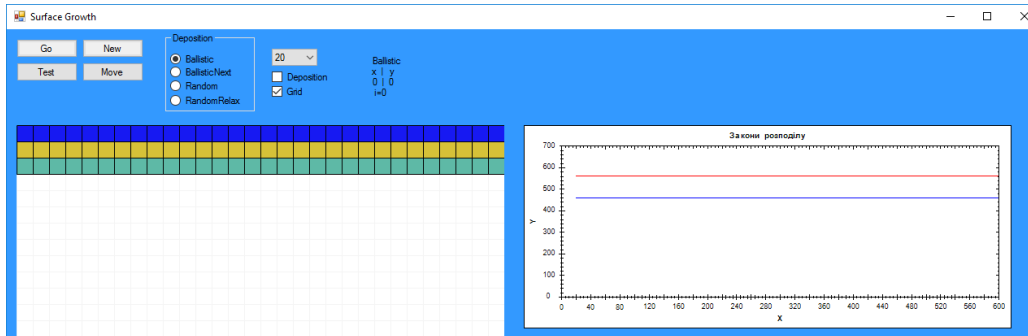 Surface Growth
Go
New
Test
Move
Deposition
Ballistic
BallisticNext
Random
RandomRelax
20
Deposition
Grid
Ballistic
x | y
0 | 0
i=0
Закони розподілу
700
600
500
400
300
200
100
0
Y
0 40 80 120 160 200 240 280 320 360 400 440 480 520 560 600
X